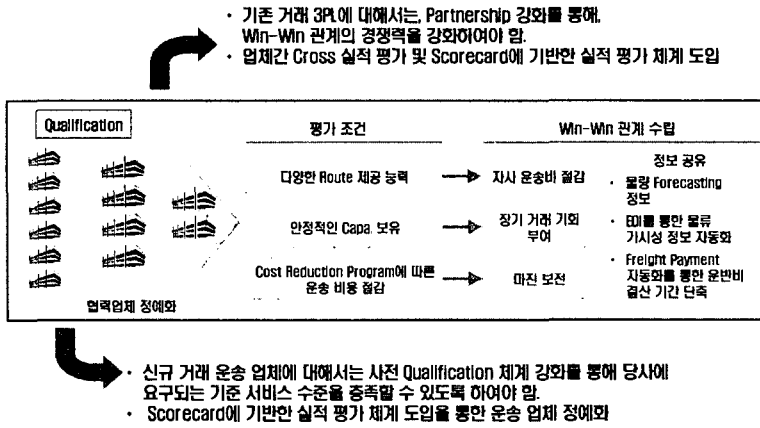 · 기존 거래 3PL에 대해서는, Partnership 강화를 통해,
Win-Win 관계의 경쟁력을 강화하여야 함.
· 업체간 Cross 실적 평가 및 Scorecard에 기반한 실적 평가 체계 도입
Qualification
협력업체 정예화
평가 조건
다양한 Route 제공 능력
안정적인 Capa. 보유
Cost Reduction Program에 따른
운송 비용 절감
Win-Win 관계 수립
자사 운송비 절감
장기 거래 기회
부여
마진 보전
정보 공유
· 물량 Forecasting
정보
· EDI를 통한 물류
가시성 정보 자동화
· Freight Payment
자동화를 통한 운반비
결산 기간 단축
· 신규 거래 운송 업체에 대해서는 사전 Qualification 체계 강화를 통해 당사에
요구되는 기준 서비스 수준을 충족할 수 있도록 하여야 함.
· Scorecard에 기반한 실적 평가 체계 도입을 통한 운송 업체 정예화